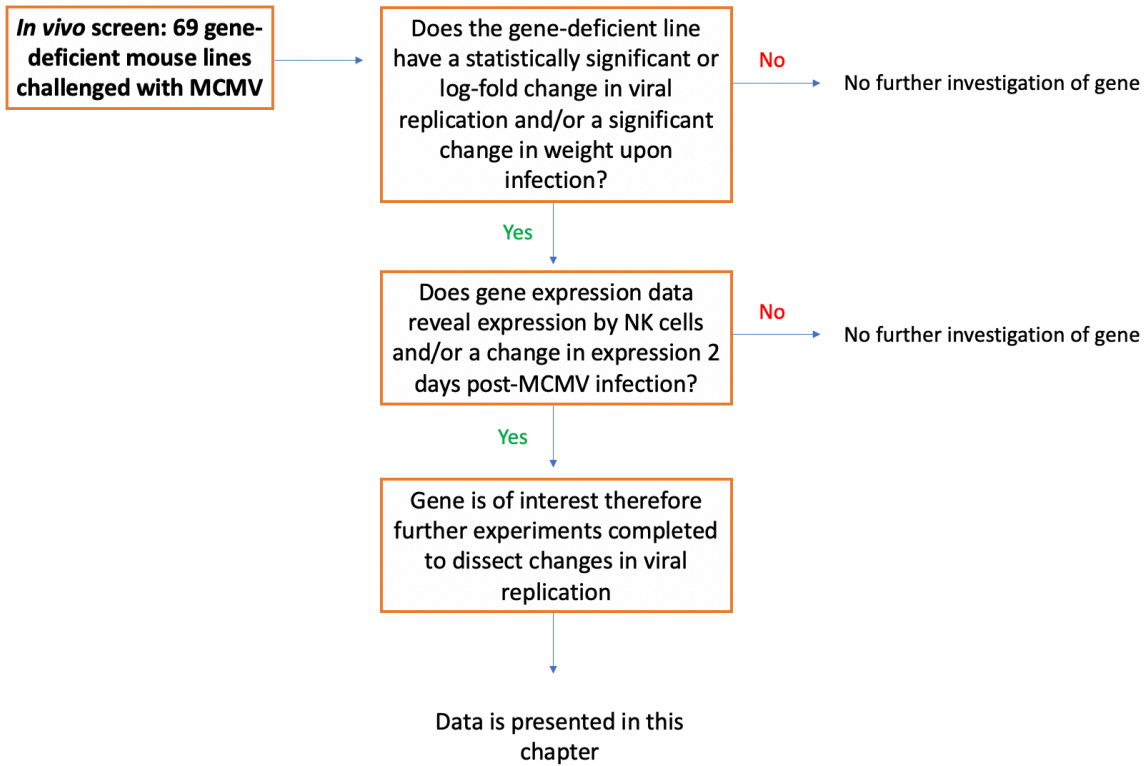 In vivo screen: 69 gene-
deficient mouse lines
challenged with MCMV
Does the gene-deficient line
have a statistically significant or
log-fold change in viral
replication and/or a significant
change in weight upon
infection?
No
No further investigation of gene
Yes
Does gene expression data
reveal expression by NK cells
and/or a change in expression 2
days post-MCMV infection?
No
No further investigation of gene
Yes
Gene is of interest therefore
further experiments completed
to dissect changes in viral
replication
Data is presented in this
chapter